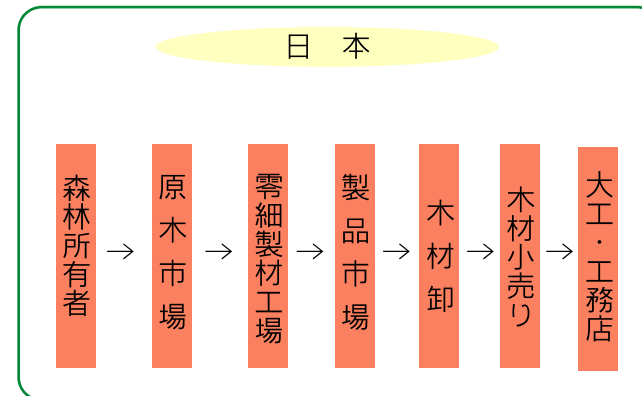 日 本
森林所有者
原木市場
零細製材工場
製品市場
木材卸
木材小売り
大工・工務店